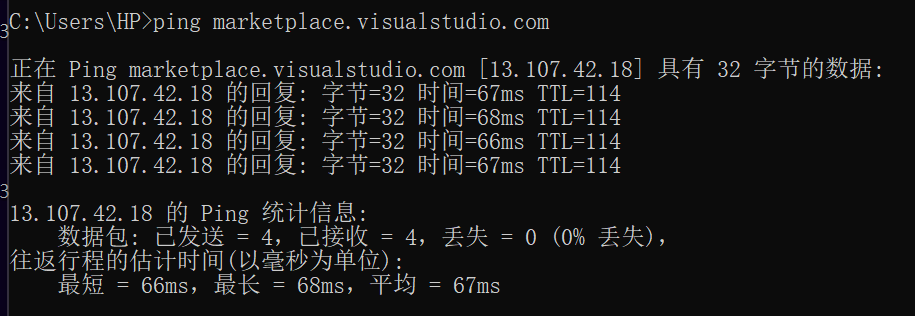 C:\Users\HP>ping marketplace.visualstudio.com
3
正在 Ping marketplace.visualstudio.com [13.107.42.18] 具有 32 字节的数据:
来自 13.107.42.18 的回复: 字节=32 时间=67ms TTL=114
来自 13.107.42.18 的回复: 字节=32 时间=68ms TTL=114
来自 13.107.42.18 的回复: 字节=32 时间=66ms TTL=114
来自 13.107.42.18 的回复: 字节=32 时间=67ms TTL=114
3
13.107.42.18 的 Ping 统计信息:
数据包: 已发送 = 4，已接收 = 4，丢失 = 0 (0% 丢失)，
往返行程的估计时间(以毫秒为单位):
最短 = 66ms，最长 = 68ms，平均 = 67ms